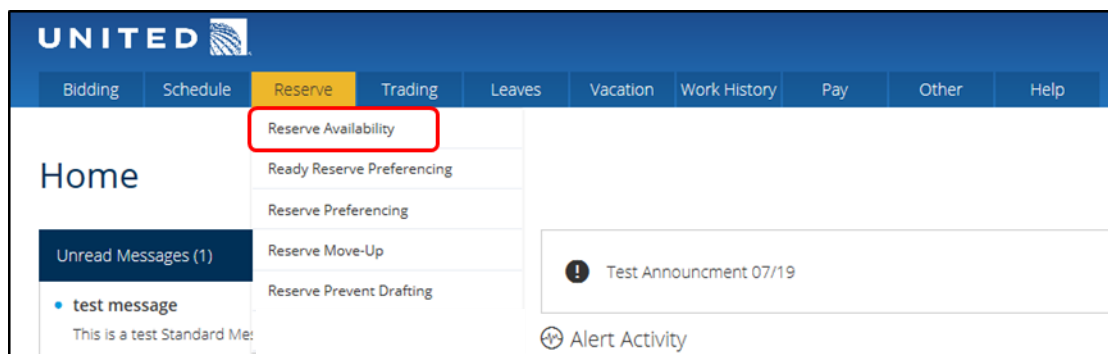 UNITED
Bidding Schedule Reserve Trading Leaves Vacation Work History Pay Other Help
Reserve Availability
Ready Reserve Preferencing
Reserve Preferencing
Reserve Move-Up
Reserve Prevent Drafting
Home
Unread Messages (1)
test message
This is a test Standard Mes
Test Announcment 07/19
Alert Activity